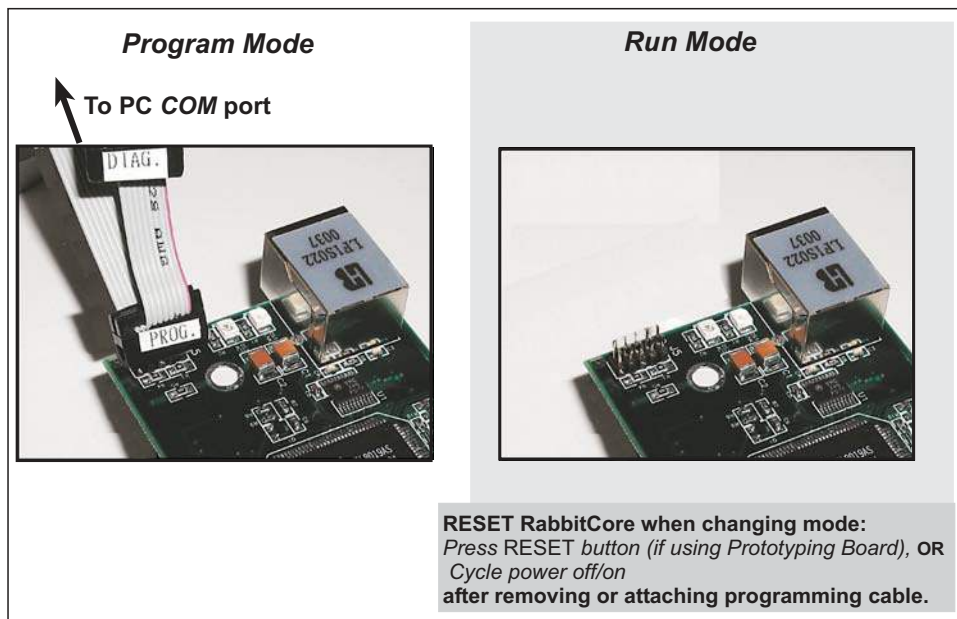 Program Mode
Run Mode
To PC COM port
DIAG.
PROG.
LF1S022
0037
LF1S022
0037
J5
RESET RabbitCore when changing mode:
Press RESET button (if using Prototyping Board), OR
Cycle power off/on
after removing or attaching programming cable.